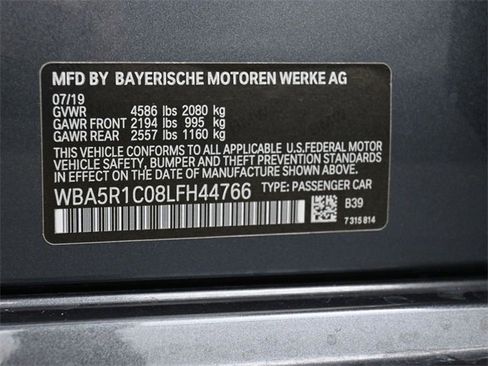 MFD BY BAYERISCHE MOTOREN WERKE AG
07/19
GVWR 4586 lbs 2080 kg
GAWR FRONT 2194 lbs 995 kg
GAWR REAR 2557 lbs 1160 kg
THIS VEHICLE CONFORMS TO ALL APPLICABLE U.S.FEDERAL MOTOR
VEHICLE SAFETY, BUMPER AND THEFT PREVENTION STANDARDS IN
EFFECT ON THE DATE OF MANUFACTURE SHOWN ABOVE.
WBA5R1C08LFH44766 TYPE: PASSENGER CAR
B39
7 315 814